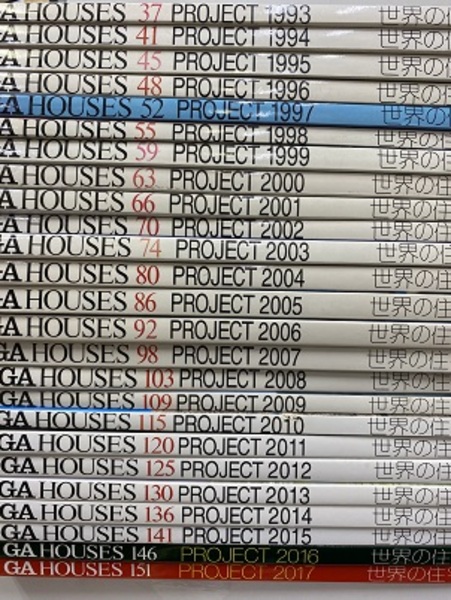 GA HOUSES 37 PROJECT 1993 世界の住
GA HOUSES 41 PROJECT 1994 世界の住
GA HOUSES 45 PROJECT 1995 世界の住
GA HOUSES 48 PROJECT 1996 世界の住
GA HOUSES 52 PROJECT 1997 世界の住
GA HOUSES 55 PROJECT 1998 世界の住
GA HOUSES 59 PROJECT 1999 世界の住
GA HOUSES 63 PROJECT 2000 世界の住
GA HOUSES 66 PROJECT 2001 世界の住
GA HOUSES 70 PROJECT 2002 世界の住
GA HOUSES 74 PROJECT 2003 世界の住
GA HOUSES 80 PROJECT 2004 世界の住
GA HOUSES 86 PROJECT 2005 世界の住
GA HOUSES 92 PROJECT 2006 世界の住
GA HOUSES 98 PROJECT 2007 世界の住
GA HOUSES 103 PROJECT 2008 世界の住
GA HOUSES 109 PROJECT 2009 世界の住
GA HOUSES 115 PROJECT 2010 世界の住
GA HOUSES 120 PROJECT 2011 世界の住
GA HOUSES 125 PROJECT 2012 世界の住
GA HOUSES 130 PROJECT 2013 世界の住
GA HOUSES 136 PROJECT 2014 世界の住
GA HOUSES 141 PROJECT 2015 世界の住
GA HOUSES 146 PROJECT 2016 世界の住
GA HOUSES 151 PROJECT 2017 世界の住